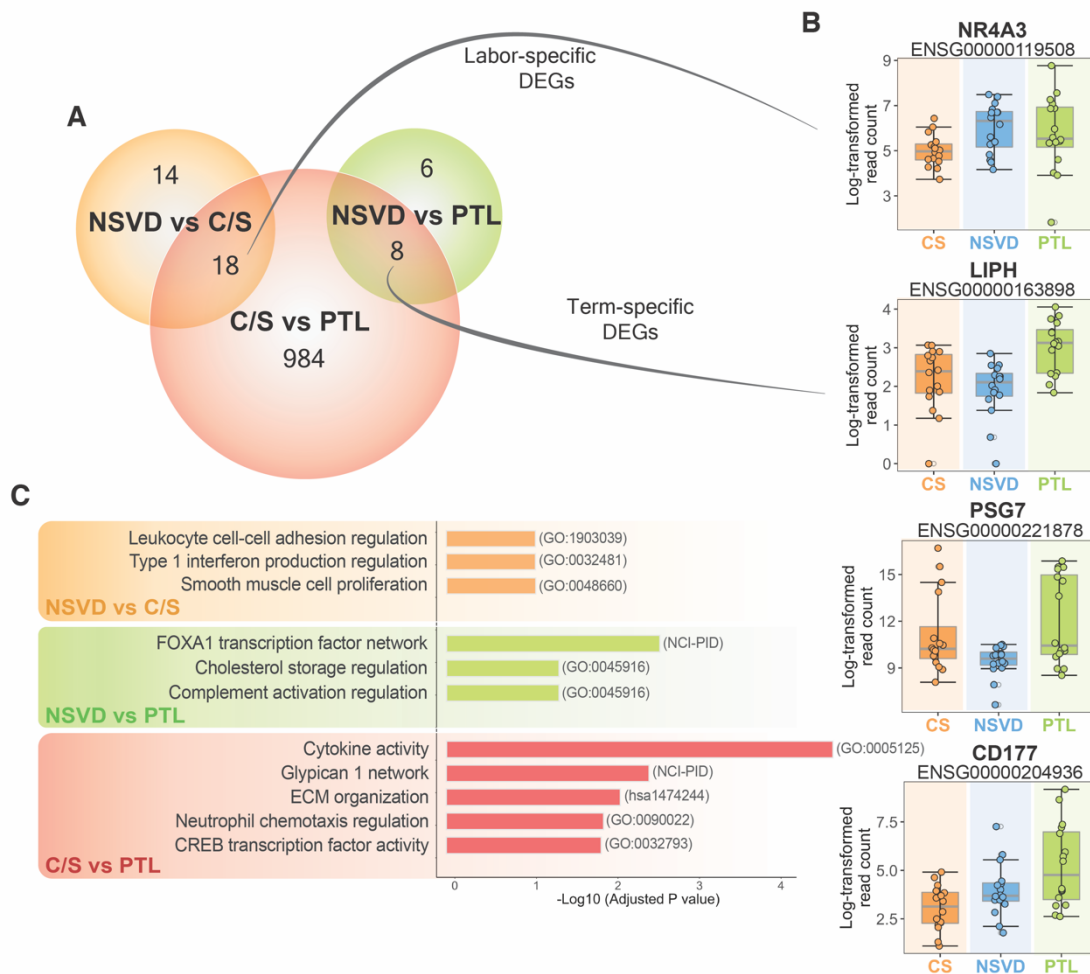 A
Labor-specific
DEGs
14
NSVD vs C/S
18
6
NSVD vs PTL
8
C/S vs PTL
984
Term-specific
DEGs
B
NR4A3
ENSG00000119508
Log-transformed
read count
9
7
5
3
CS
NSVD
PTL
LIPH
ENSG00000163898
Log-transformed
read count
4
3
2
1
0
CS
NSVD
PTL
PSG7
ENSG00000221878
Log-transformed
read count
15
12
9
CS
NSVD
PTL
CD177
ENSG00000204936
Log-transformed
read count
7.5
5.0
2.5
CS
NSVD
PTL
C
Leukocyte cell-cell adhesion regulation
(GO:1903039)
Type 1 interferon production regulation
(GO:0032481)
Smooth muscle cell proliferation
(GO:0048660)
NSVD vs C/S
FOXA1 transcription factor network
(NCI-PID)
Cholesterol storage regulation
(GO:0045916)
Complement activation regulation
(GO:0045916)
NSVD vs PTL
Cytokine activity
(GO:0005125)
Glypican 1 network
(NCI-PID)
ECM organization
(hsa1474244)
Neutrophil chemotaxis regulation
(GO:0090022)
CREB transcription factor activity
(GO:0032793)
C/S vs PTL
0
1
2
3
4
-Log10 (Adjusted P value)